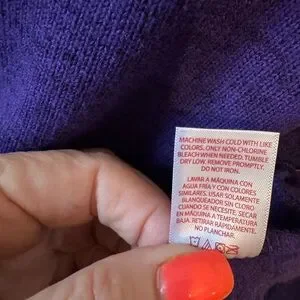 MACHINE WASH COLD WITH LIKE
COLORS, ONLY NON-CHLORINE
BLEACH WHEN NEEDED. TUMBLE
DRY LOW. REMOVE PROMPTLY.
DO NOT IRON.
LAVAR A MÁQUINA CON
AGUA FRÍA Y CON COLORES
SIMILARES. USAR SOLAMENTE
BLANQUEADOR SIN CLORO
CUANDO SE NECESITE. SECAR
EN MÁQUINA A TEMPERATURA
BAJA. RETIRAR RÁPIDAMENTE.
NO PLANCHAR.